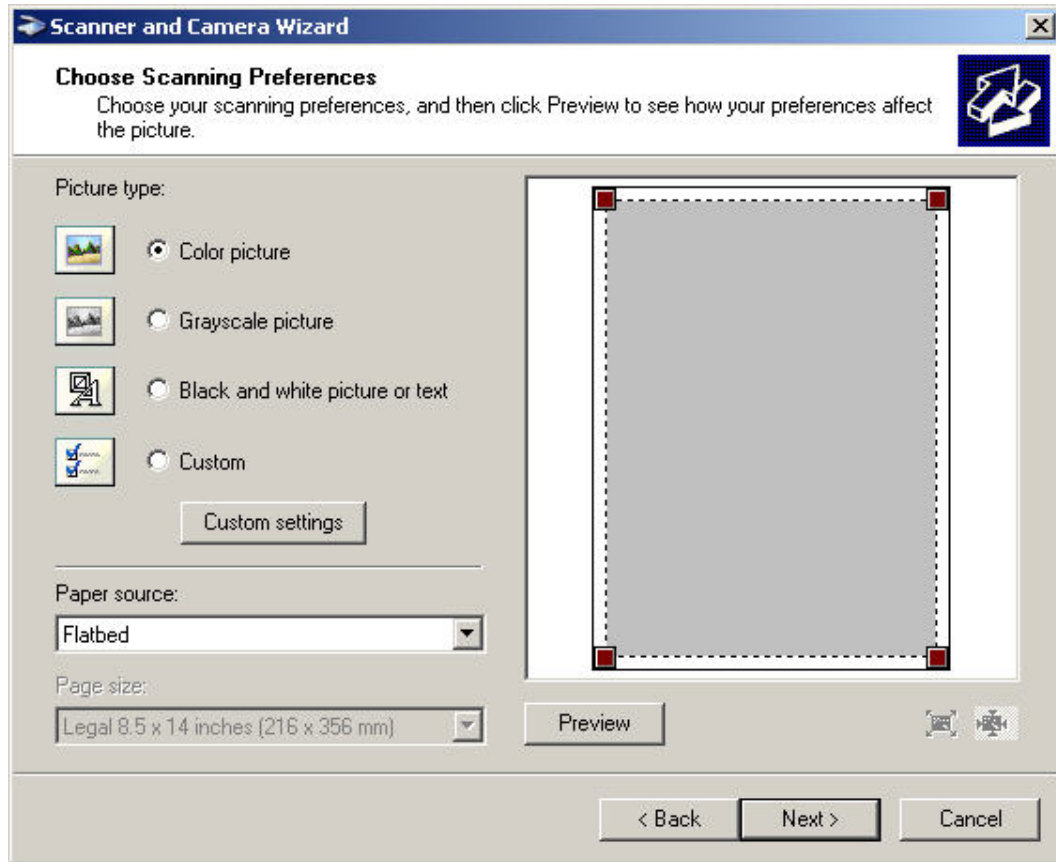 Scanner and Camera Wizard
Choose Scanning Preferences
Choose your scanning preferences, and then click Preview to see how your preferences affect
the picture.
Picture type:
Color picture
Grayscale picture
Black and white picture or text
Custom
Custom settings
Paper source:
Flatbed
Page size:
Legal 8.5 x 14 inches (216 x 356 mm)
Preview
< Back
Next >
Cancel